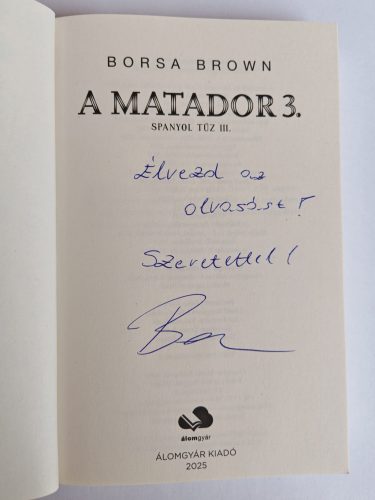 BORSA BROWN
A MATADOR 3.
SPANYOL TŰZ III.
Élvezd az
olvasást!
Szeretettel!
álomgyár
ÁLOMGYÁR KIADÓ
2025